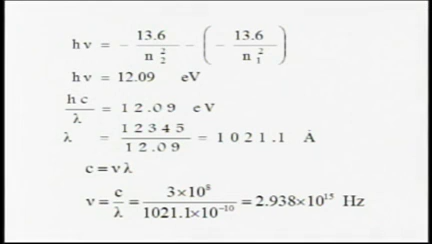 hν = - 13.6/n₂² - (- 13.6/n₁²)
hν = 12.09 eV
hc/λ = 12.09 eV
λ = 12345/12.09 = 1021.1 Å
c = νλ
ν = c/λ = 3×10⁸/1021.1×10⁻¹⁰ = 2.938×10¹⁵ Hz